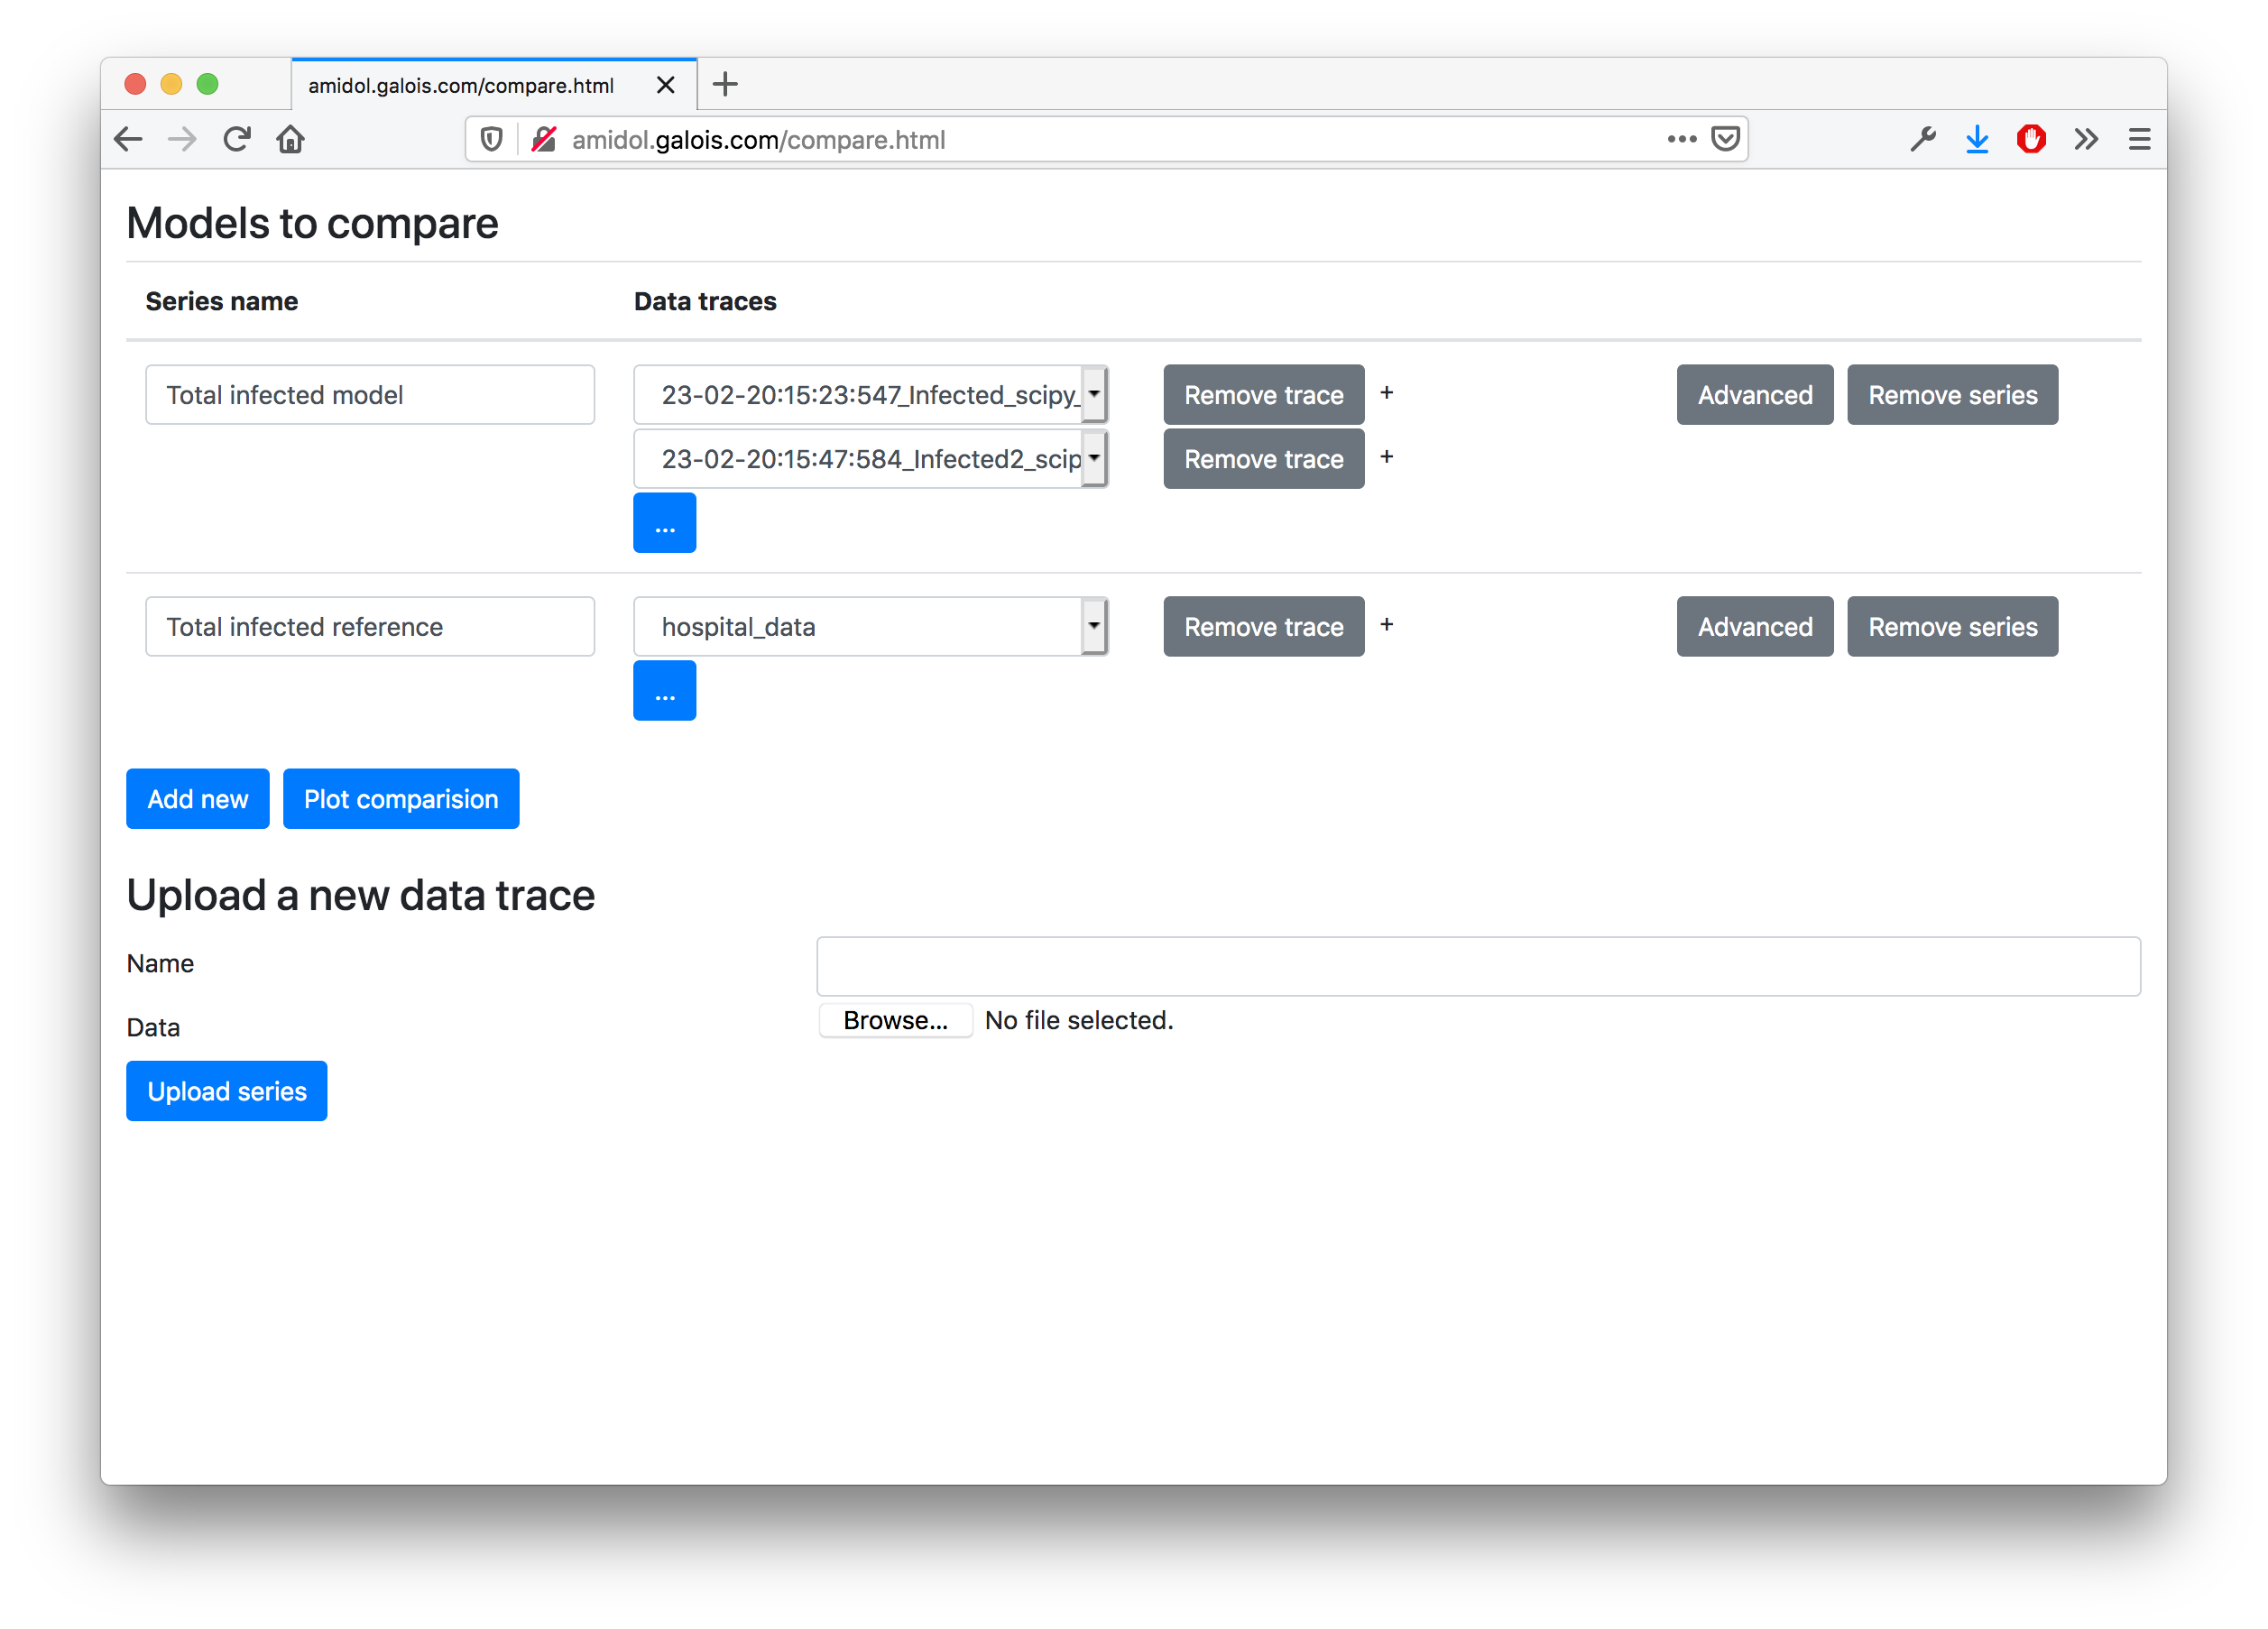 amidol.galois.com/compare.html
amidol.galois.com/compare.html
Models to compare
Series name Data traces
Total infected model 23-02-20:15:23:547_Infected_scipy_ Remove trace + Advanced Remove series
23-02-20:15:47:584_Infected2_scip Remove trace +
...
Total infected reference hospital_data Remove trace + Advanced Remove series
...
Add new Plot comparision
Upload a new data trace
Name
Data Browse... No file selected.
Upload series